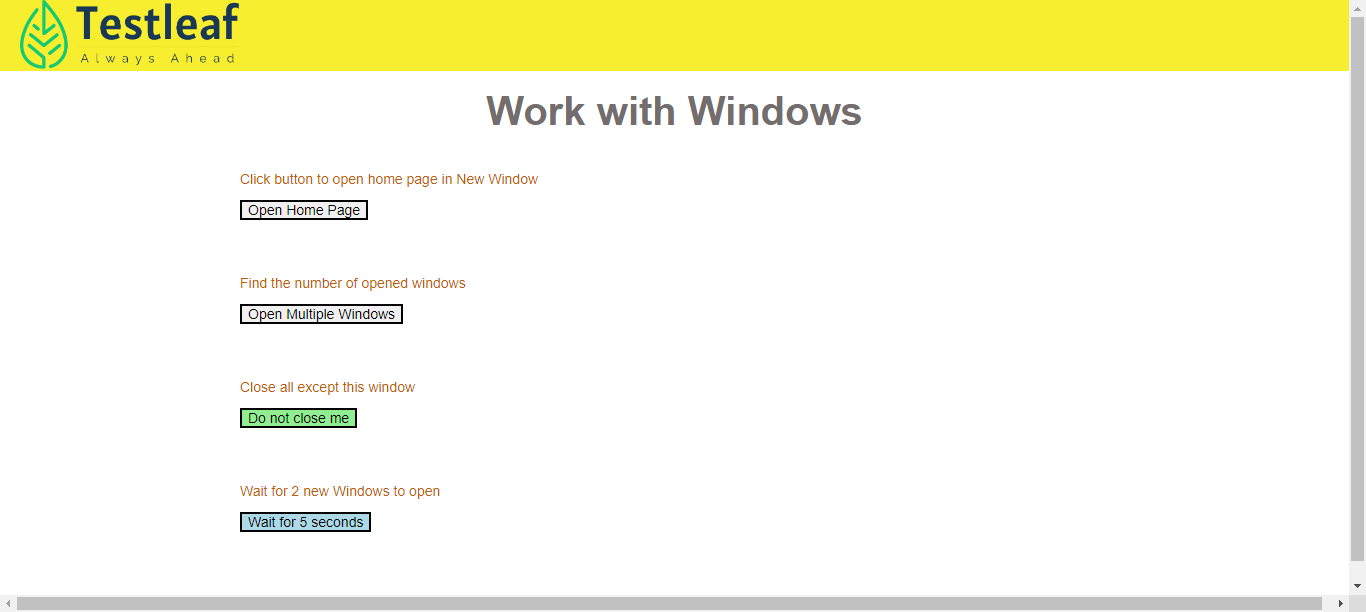 Testleaf
Always Ahead
Work with Windows
Click button to open home page in New Window
Open Home Page
Find the number of opened windows
Open Multiple Windows
Close all except this window
Do not close me
Wait for 2 new Windows to open
Wait for 5 seconds